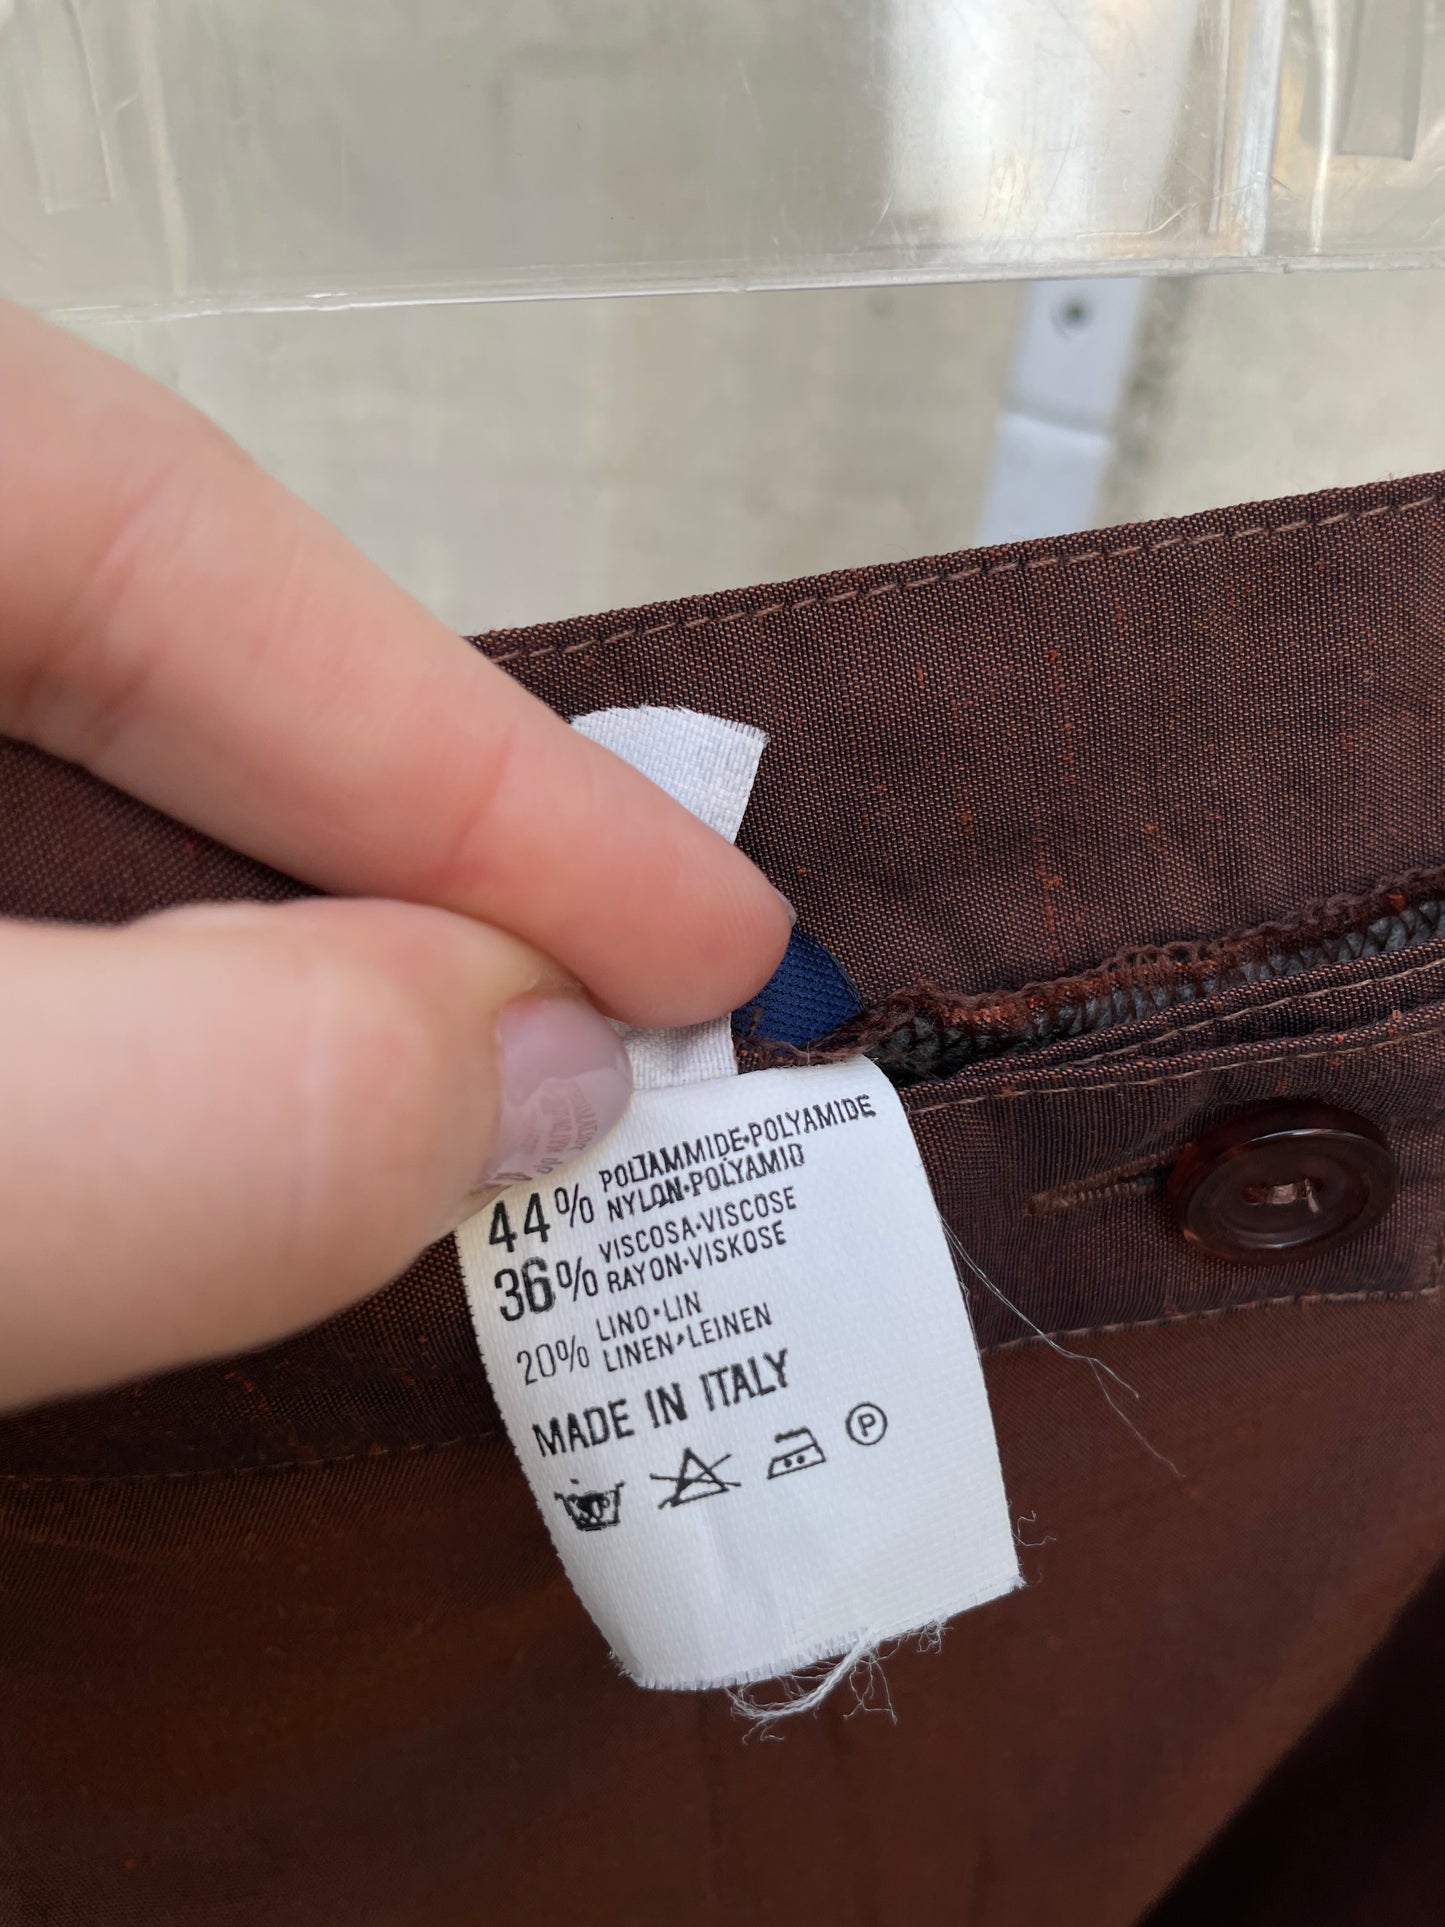 44% POLIAMMIDE•POLYAMIDE
NYLON•POLYAMID
36% VISCOSA•VISCOSE
RAYON•VISKOSE
20% LINO•LIN
LINEN•LEINEN
MADE IN ITALY
P